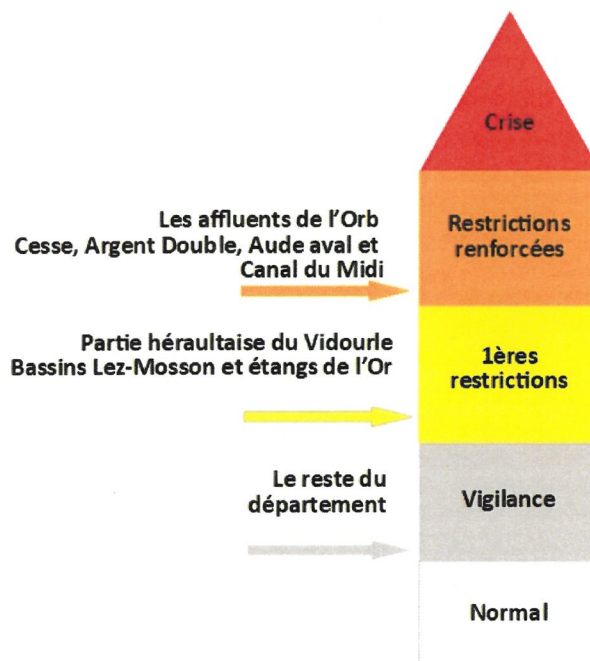 Crise
Les affluents de l'Orb
Cesse, Argent Double, Aude aval et
Canal du Midi
Restrictions
renforcées
Partie héraultaise du Vidourle
Bassins Lez-Mosson et étangs de l'Or
1ères
restrictions
Le reste du
département
Vigilance
Normal